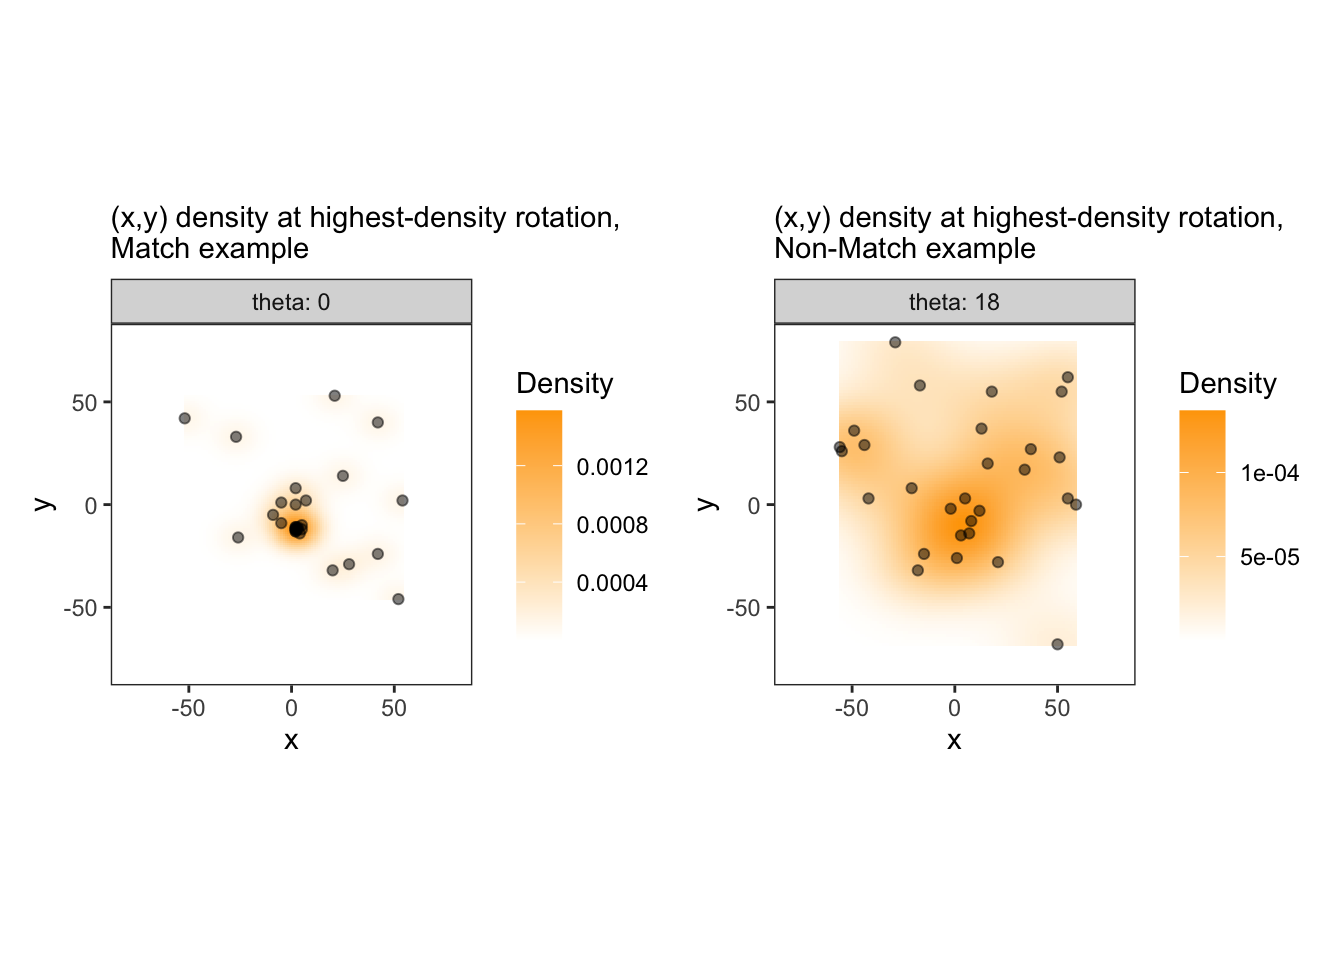 (x,y) density at highest-density rotation,
Match example
theta: 0
50
0
-50
y
-50 0 50
x
Density
0.0012
0.0008
0.0004
(x,y) density at highest-density rotation,
Non-Match example
theta: 18
50
0
-50
y
-50 0 50
x
Density
1e-04
5e-05